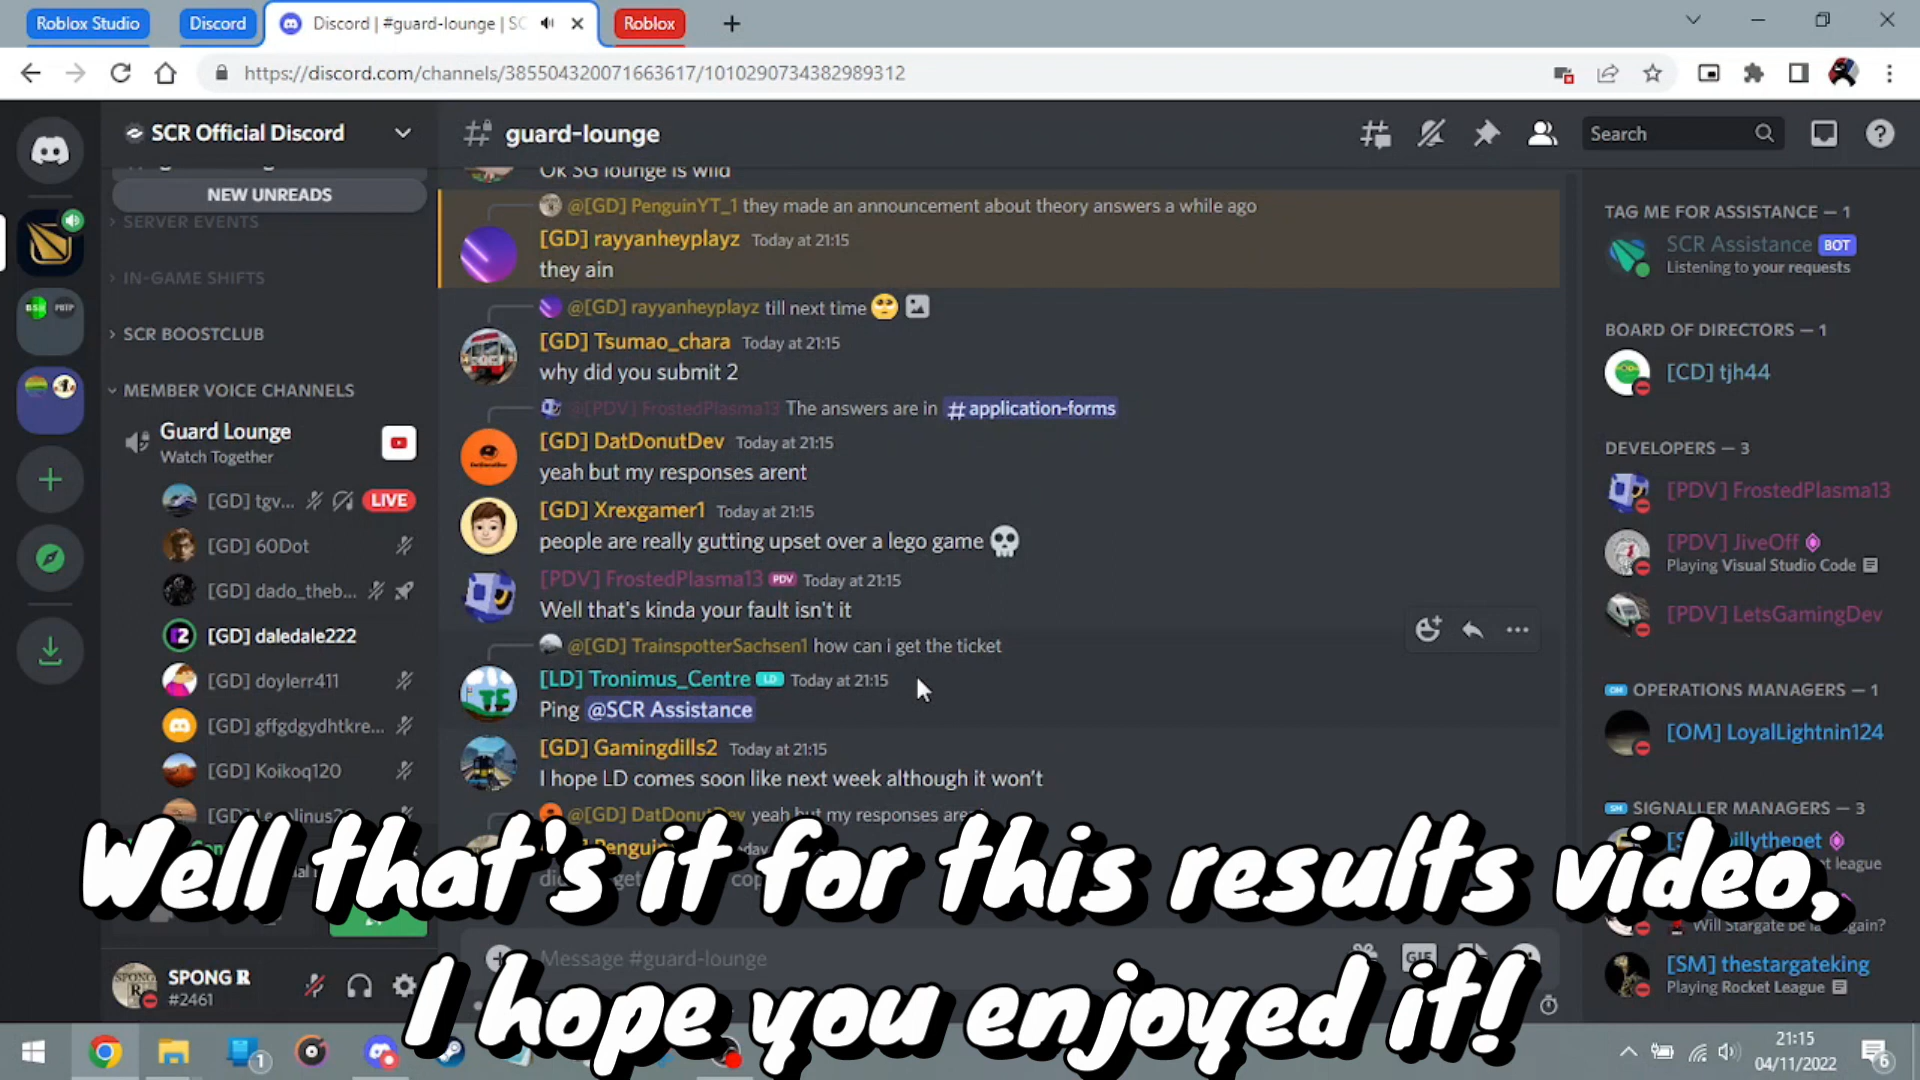 Roblox Studio
Discord
Discord | #guard-lounge | SC
Roblox
https://discord.com/channels/385504320071663617/1010290734382989312
SCR Official Discord
guard-lounge
Search
NEW UNREADS
SERVER EVENTS
IN-GAME SHIFTS
SCR BOOSTCLUB
MEMBER VOICE CHANNELS
Guard Lounge
Watch Together
[GD] tgv... LIVE
[GD] 60Dot
[GD] dado_theb...
[GD] daledale222
[GD] doylerr411
[GD] gffgdgydhtkre...
[GD] Koikoq120
SPONG R
#2461
Ok SG lounge is wild
@[GD] PenguinYT_1 they made an announcement about theory answers a while ago
[GD] rayyanheyplayz Today at 21:15
they ain
@[GD] rayyanheyplayz till next time
[GD] Tsumao_chara Today at 21:15
why did you submit 2
@[PDV] FrostedPlasma13 The answers are in # application-forms
[GD] DatDonutDev Today at 21:15
yeah but my responses arent
[GD] Xrexgamer1 Today at 21:15
people are really gutting upset over a lego game
[PDV] FrostedPlasma13 PDV Today at 21:15
Well that's kinda your fault isn't it
@[GD] TrainspotterSachsen1 how can i get the ticket
[LD] Tronimus_Centre LD Today at 21:15
Ping @SCR Assistance
[GD] Gamingdills2 Today at 21:15
I hope LD comes soon like next week although it won't
@[GD] DatDonutDev yeah but my responses are
Message #guard-lounge
GIF
TAG ME FOR ASSISTANCE — 1
SCR Assistance BOT
Listening to your requests
BOARD OF DIRECTORS — 1
[CD] tjh44
DEVELOPERS — 3
[PDV] FrostedPlasma13
[PDV] JiveOff
Playing Visual Studio Code
[PDV] LetsGamingDev
OM OPERATIONS MANAGERS — 1
[OM] LoyalLightnin124
SM SIGNALLER MANAGERS — 3
league
Will Stargate be la gain?
[SM] thestargateking
Playing Rocket League
Well that's it for this results video,
I hope you enjoyed it!
1
21:15
04/11/2022
6